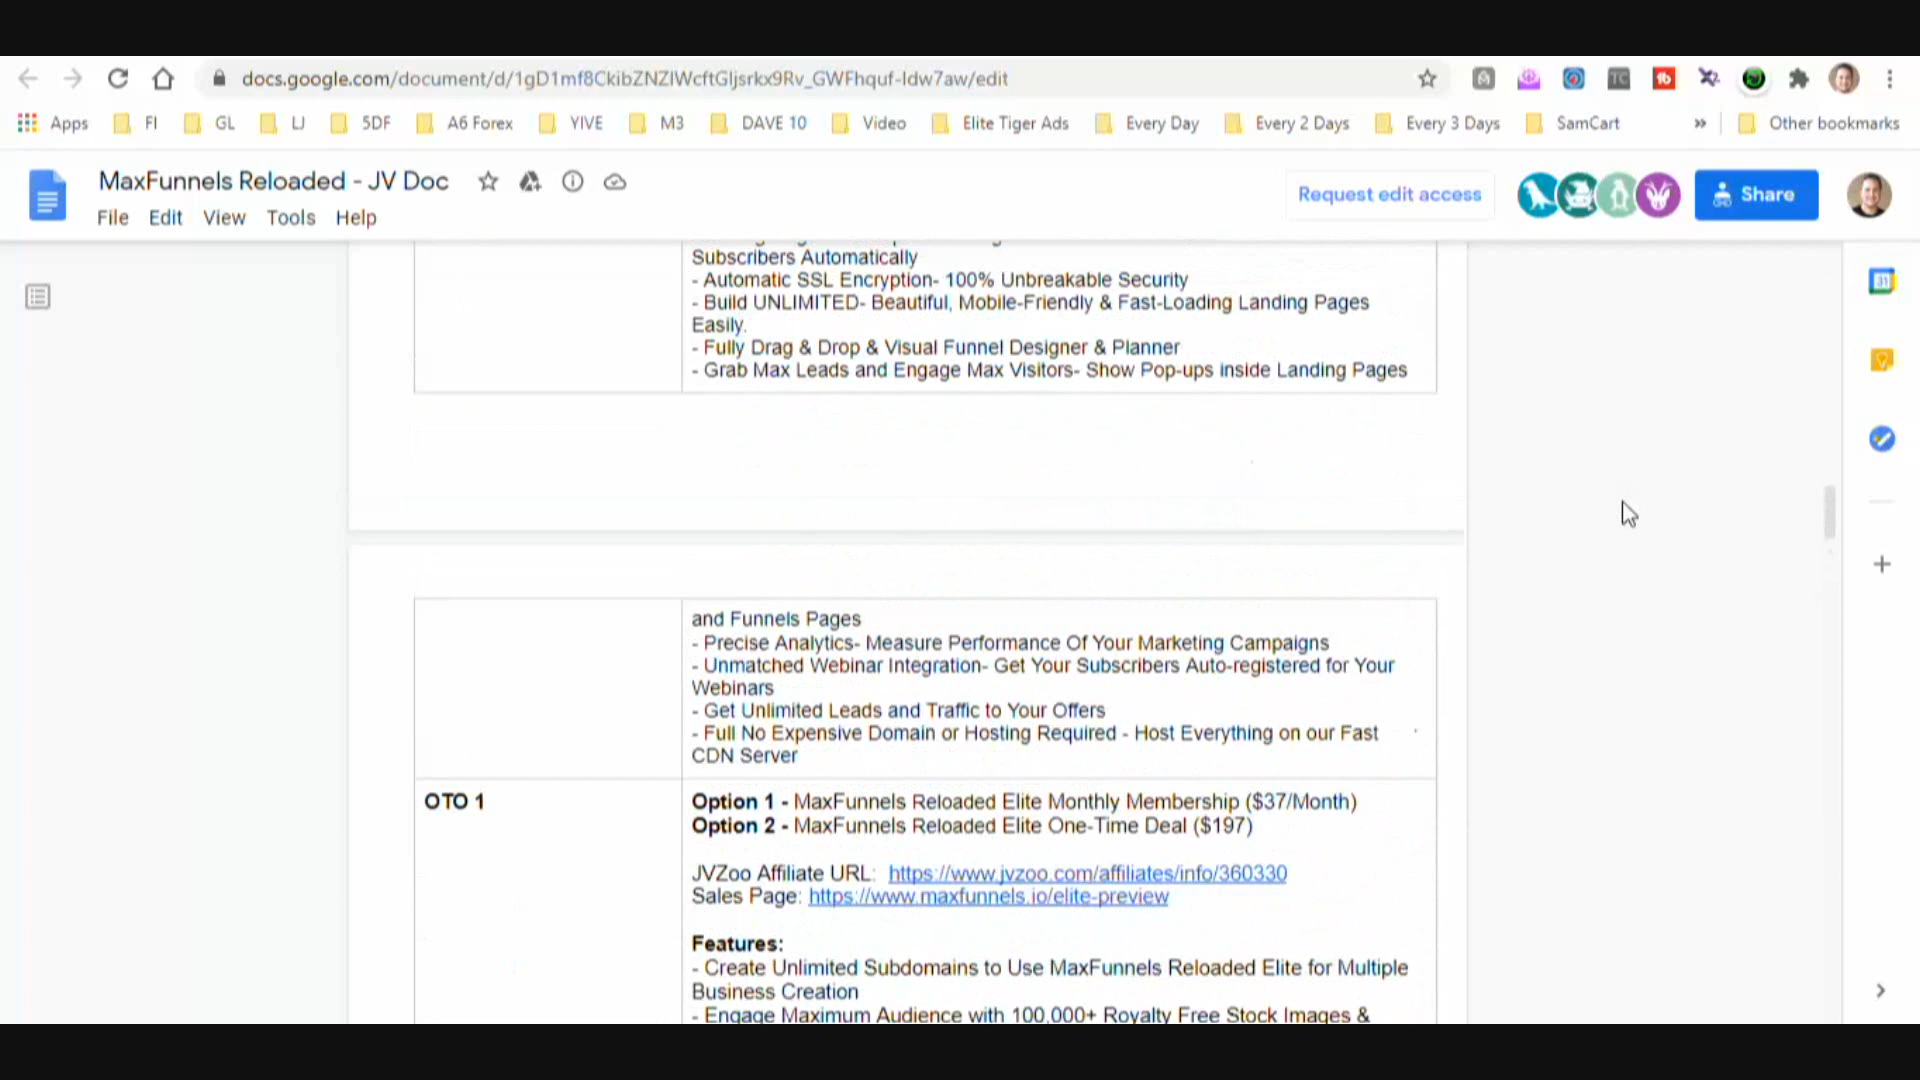 docs.google.com/document/d/1gD1mf8CkibZNZIWcftGIjsrkx9Rv_GWFhquf-Idw7aw/edit
Apps FI GL LJ 5DF A6 Forex YIVE M3 DAVE 10 Video Elite Tiger Ads Every Day Every 2 Days Every 3 Days SamCart » Other bookmarks
MaxFunnels Reloaded - JV Doc
Request edit access
Share
File Edit View Tools Help
Subscribers Automatically
- Automatic SSL Encryption- 100% Unbreakable Security
- Build UNLIMITED- Beautiful, Mobile-Friendly & Fast-Loading Landing Pages
Easily.
- Fully Drag & Drop & Visual Funnel Designer & Planner
- Grab Max Leads and Engage Max Visitors- Show Pop-ups inside Landing Pages
and Funnels Pages
- Precise Analytics- Measure Performance Of Your Marketing Campaigns
- Unmatched Webinar Integration- Get Your Subscribers Auto-registered for Your
Webinars
- Get Unlimited Leads and Traffic to Your Offers
- Full No Expensive Domain or Hosting Required - Host Everything on our Fast
CDN Server
OTO 1
Option 1 - MaxFunnels Reloaded Elite Monthly Membership ($37/Month)
Option 2 - MaxFunnels Reloaded Elite One-Time Deal ($197)
JVZoo Affiliate URL: https://www.jvzoo.com/affiliates/info/360330
Sales Page: https://www.maxfunnels.io/elite-preview
Features:
- Create Unlimited Subdomains to Use MaxFunnels Reloaded Elite for Multiple
Business Creation
- Engage Maximum Audience with 100,000+ Royalty Free Stock Images &